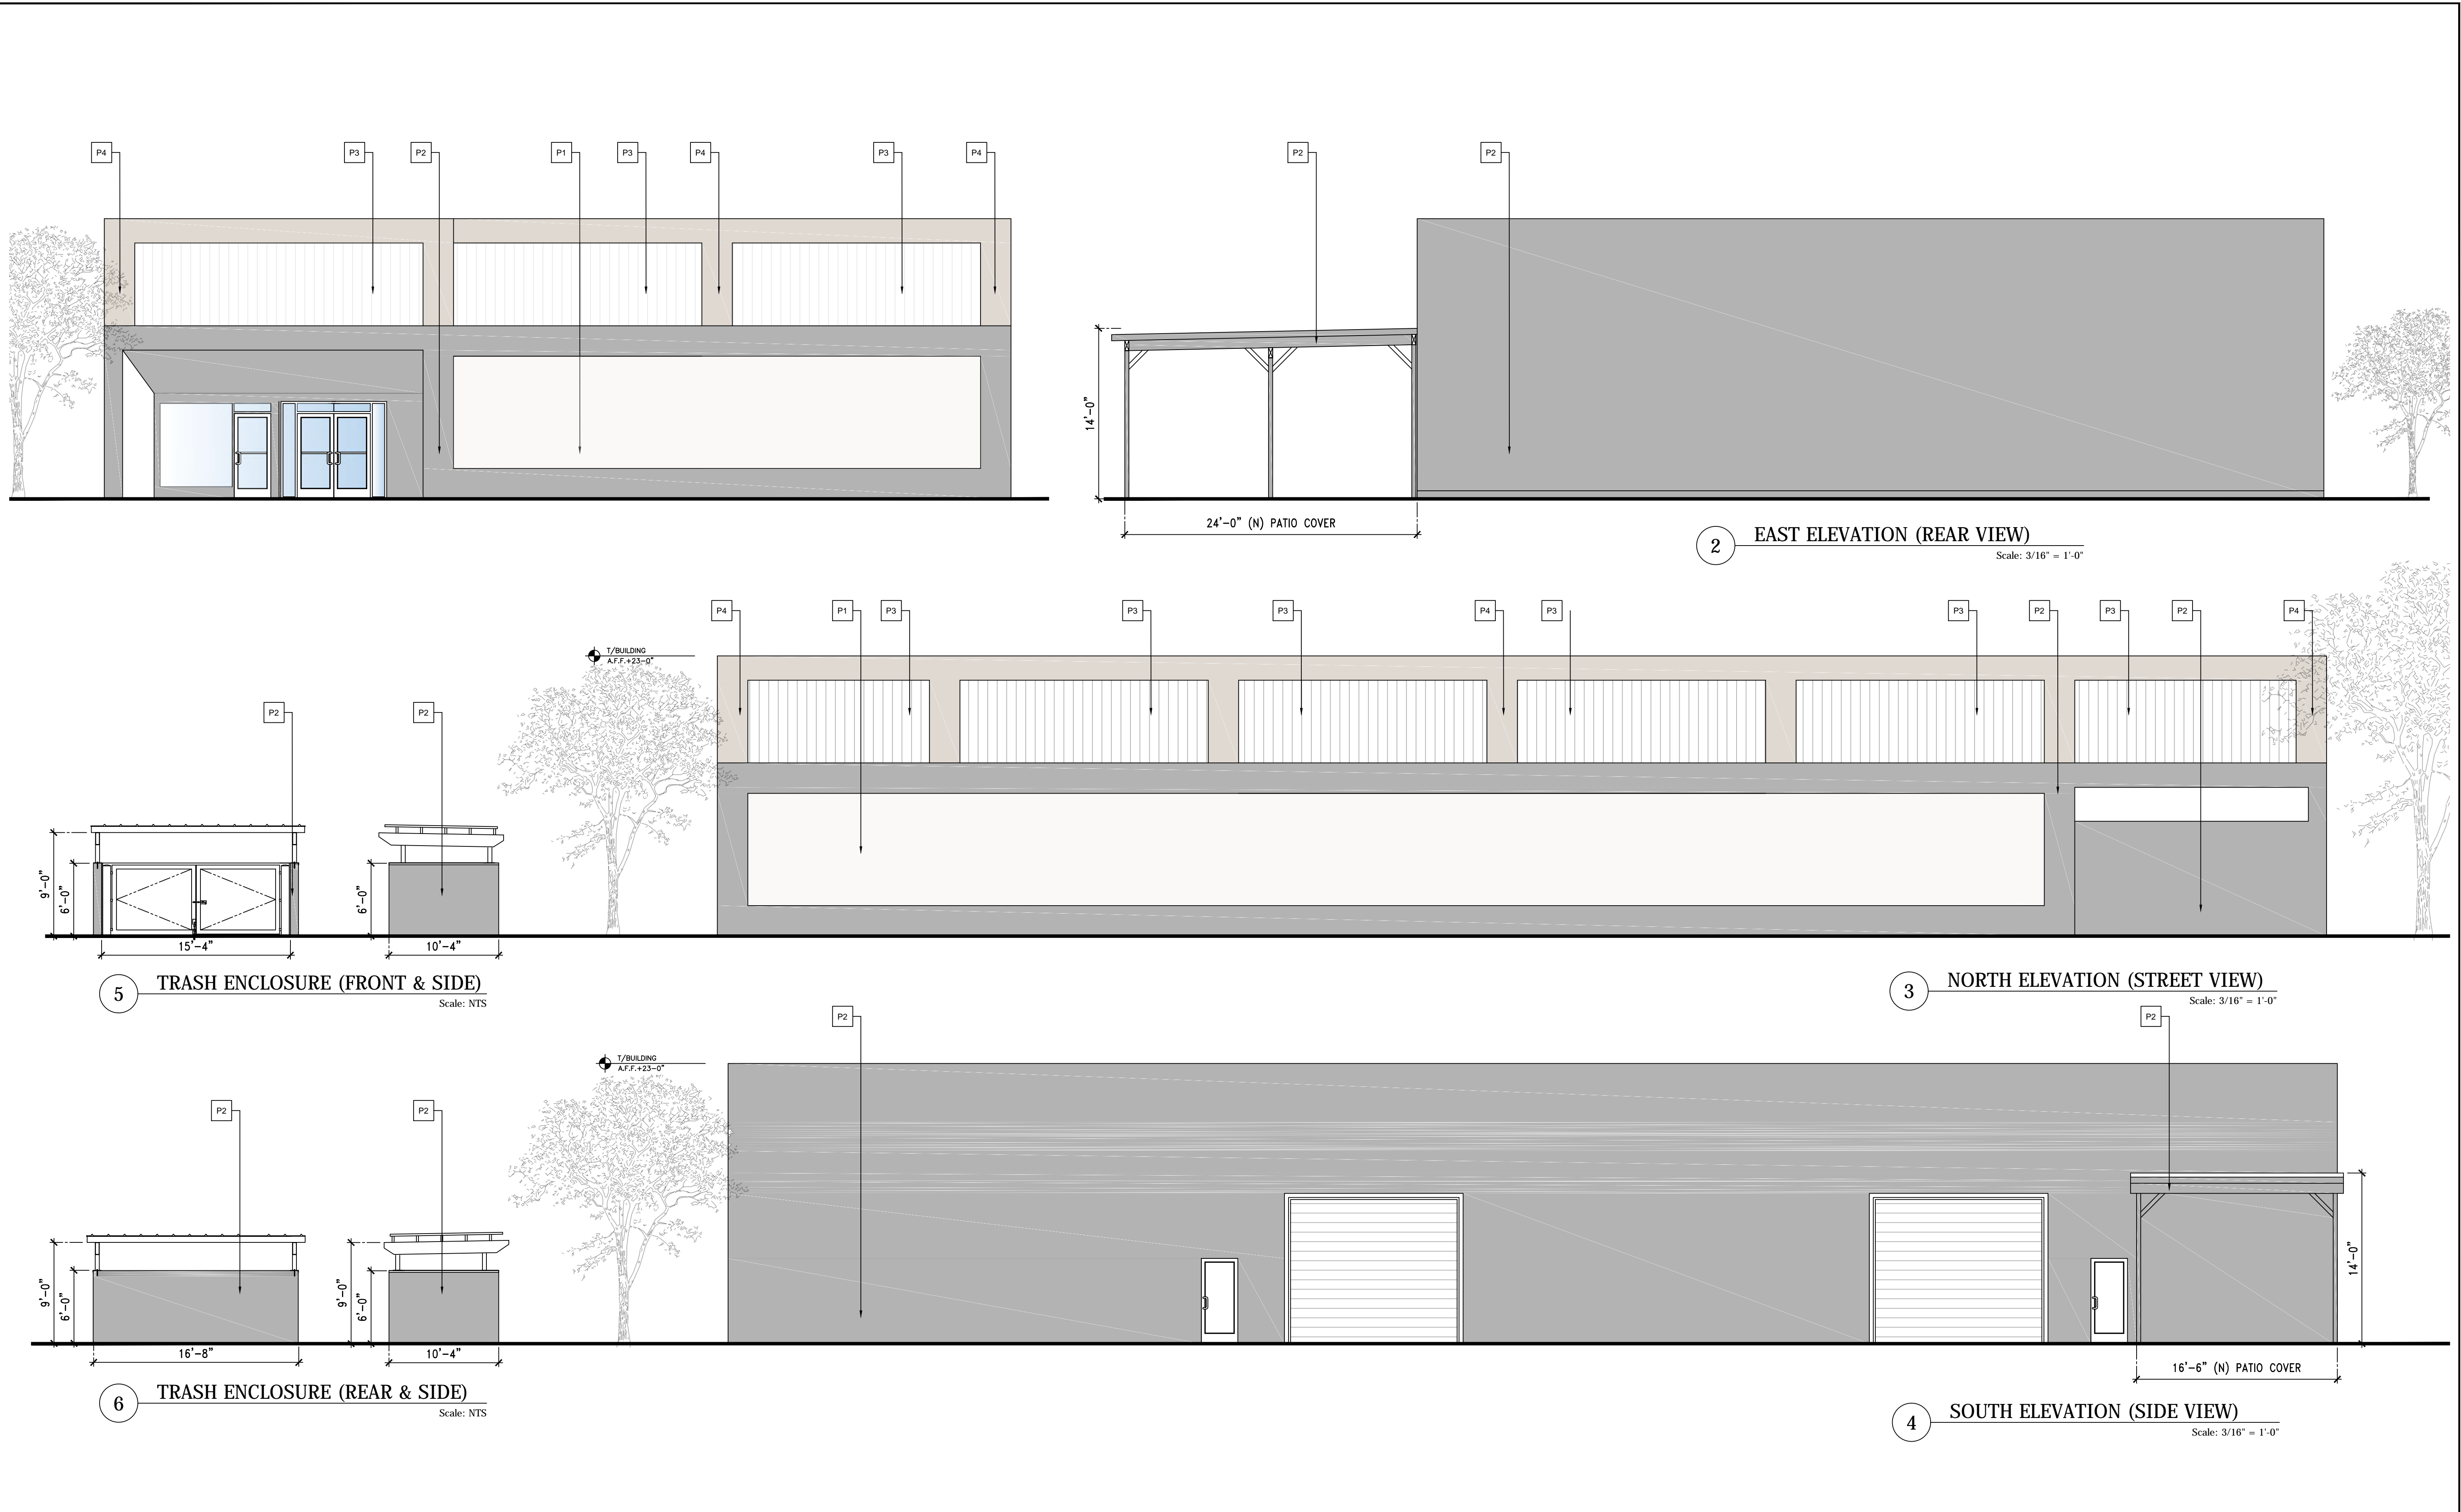 P4 P3 P2 P1 P3 P4 P3 P4
P2 P2
14'-0"
24'-0" (N) PATIO COVER
2 EAST ELEVATION (REAR VIEW)
Scale: 3/16" = 1'-0"
P4 P1 P3 P3 P3 P4 P3 P3 P2 P3 P2 P4
T/BUILDING
A.F.F.+23-0"
P2 P2
9'-0" 6'-0" 6'-0"
15'-4" 10'-4"
5 TRASH ENCLOSURE (FRONT & SIDE)
Scale: NTS
3 NORTH ELEVATION (STREET VIEW)
Scale: 3/16" = 1'-0"
P2 P2
T/BUILDING
A.F.F.+23-0"
P2 P2
9'-0" 6'-0" 9'-0" 6'-0" 14'-0"
16'-8" 10'-4"
16'-6" (N) PATIO COVER
6 TRASH ENCLOSURE (REAR & SIDE)
Scale: NTS
4 SOUTH ELEVATION (SIDE VIEW)
Scale: 3/16" = 1'-0"